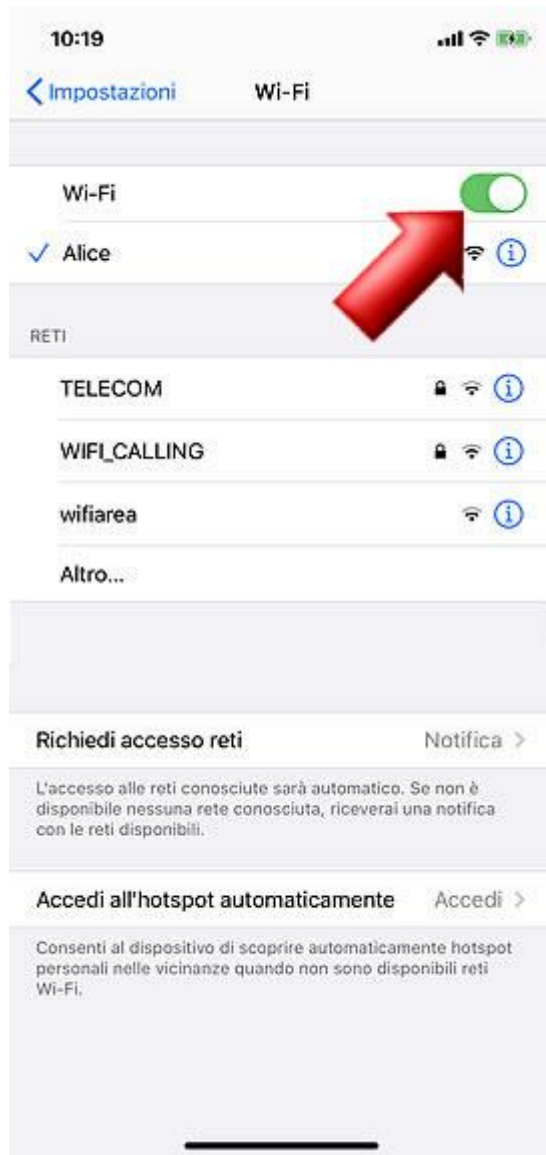 10:19
Impostazioni Wi-Fi
Wi-Fi
Alice
RETI
TELECOM
WIFI_CALLING
wifiarea
Altro...
Richiedi accesso reti Notifica
L'accesso alle reti conosciute sarà automatico. Se non è
disponibile nessuna rete conosciuta, riceverai una notifica
con le reti disponibili.
Accedi all'hotspot automaticamente Accedi
Consenti al dispositivo di scoprire automaticamente hotspot
personali nelle vicinanze quando non sono disponibili reti
Wi-Fi.